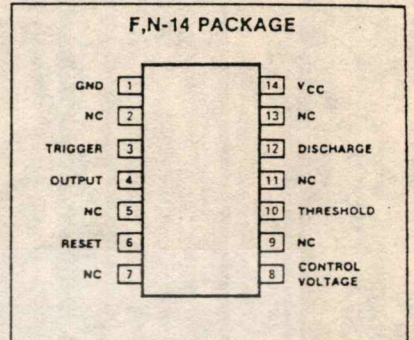 F,N-14 PACKAGE
GND 1 14 VCC
NC 2 13 NC
TRIGGER 3 12 DISCHARGE
OUTPUT 4 11 NC
NC 5 10 THRESHOLD
RESET 6 9 NC
NC 7 8 CONTROL
VOLTAGE